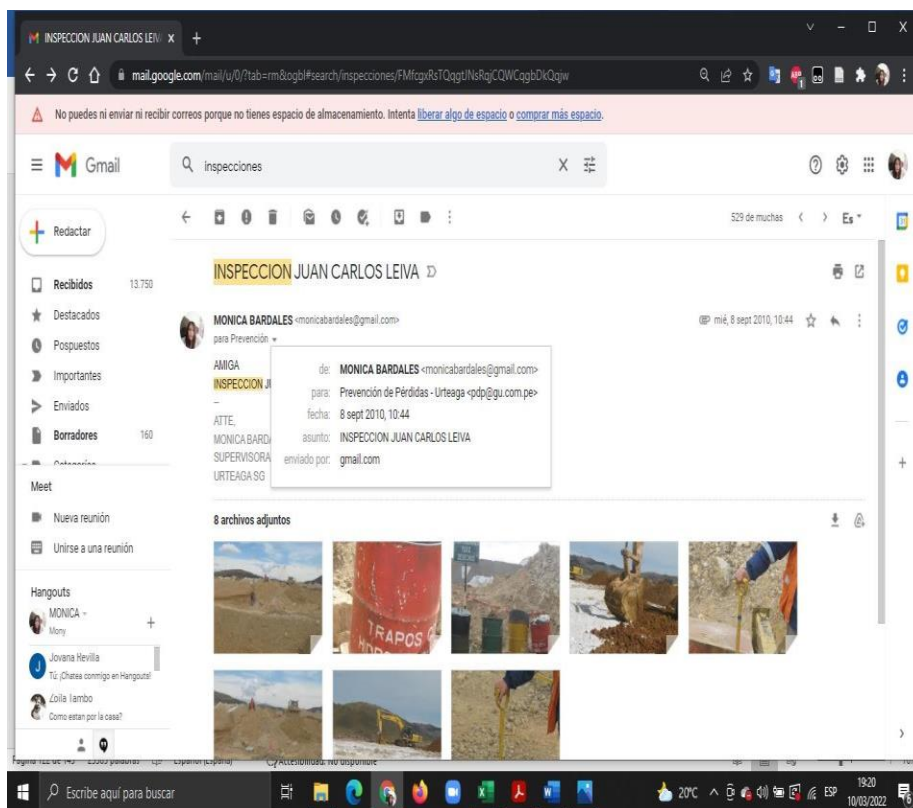 INSPECCION JUAN CARLOS LEIV
mail.google.com/mail/u/0/?tab=rm&ogbl#search/inspecciones/FMfcgxRsTQqgtJNsRqjCQWCqgbDkQqjw
No puedes ni enviar ni recibir correos porque no tienes espacio de almacenamiento. Intenta liberar algo de espacio o comprar más espacio.
Gmail
inspecciones
Redactar
529 de muchas
Es
INSPECCION JUAN CARLOS LEIVA
Recibidos 13.750
Destacados
Pospuestos
Importantes
Enviados
Borradores 160
MONICA BARDALES <monicabardales@gmail.com>
mié, 8 sept 2010, 10:44
para Prevención
AMIGA
INSPECCION J
--
ATTE,
MONICA BARDA
SUPERVISORA
URTEAGA SG
de: MONICA BARDALES <monicabardales@gmail.com>
para: Prevención de Pérdidas - Urteaga <pdp@gu.com.pe>
fecha: 8 sept 2010, 10:44
asunto: INSPECCION JUAN CARLOS LEIVA
enviado por: gmail.com
Meet
Nueva reunión
Unirse a una reunión
Hangouts
MONICA
Mony
Jovana Revilla
Tú: ¡Chatea conmigo en Hangouts!
Zoila Tambo
Como estan por la casa?
8 archivos adjuntos
TRAPOS
Escribe aquí para buscar
20°C
ESP
19:20
10/03/2022